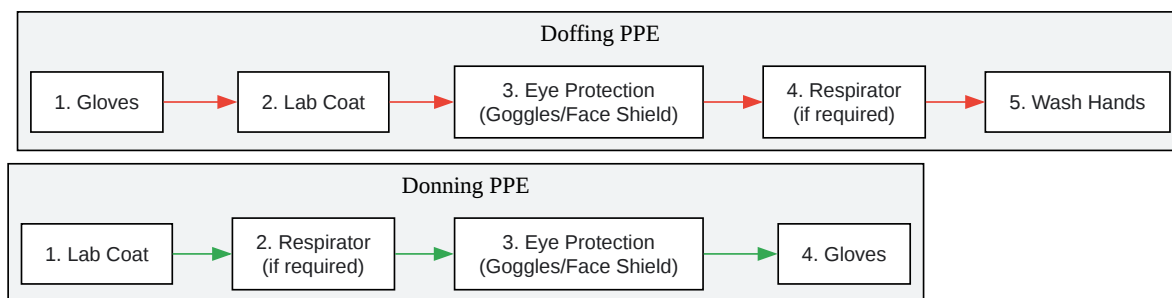 Doffing PPE
1. Gloves
2. Lab Coat
3. Eye Protection
(Goggles/Face Shield)
4. Respirator
(if required)
5. Wash Hands
Donning PPE
1. Lab Coat
2. Respirator
(if required)
3. Eye Protection
(Goggles/Face Shield)
4. Gloves